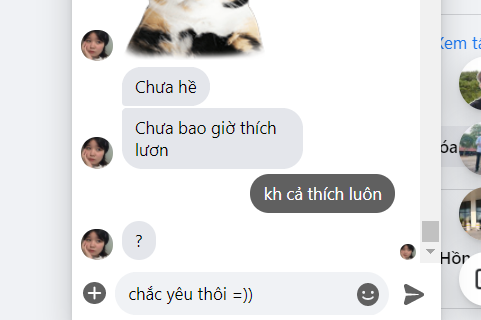 Xem tấ
Chưa hề
Chưa bao giờ thích
lươn
óa
kh cả thích luôn
?
Hồn
chắc yêu thôi =))